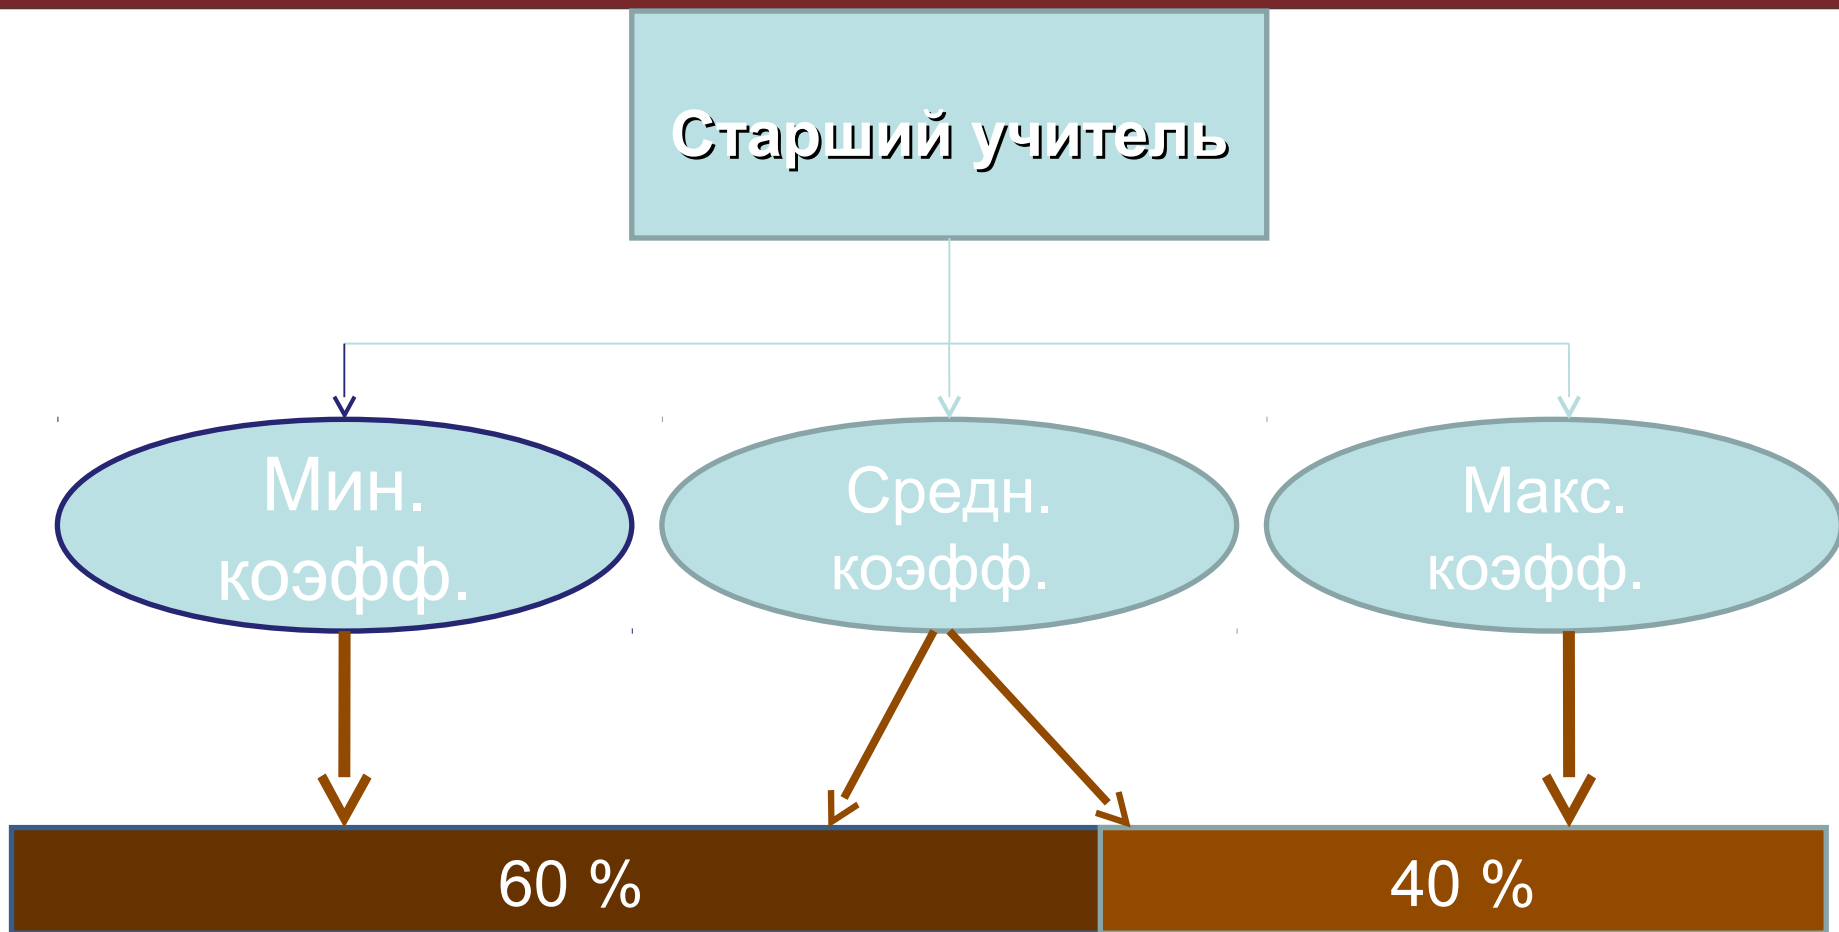 Старший учитель
Мин.
коэфф.
Средн.
коэфф.
Макс.
коэфф.
60 %
40 %